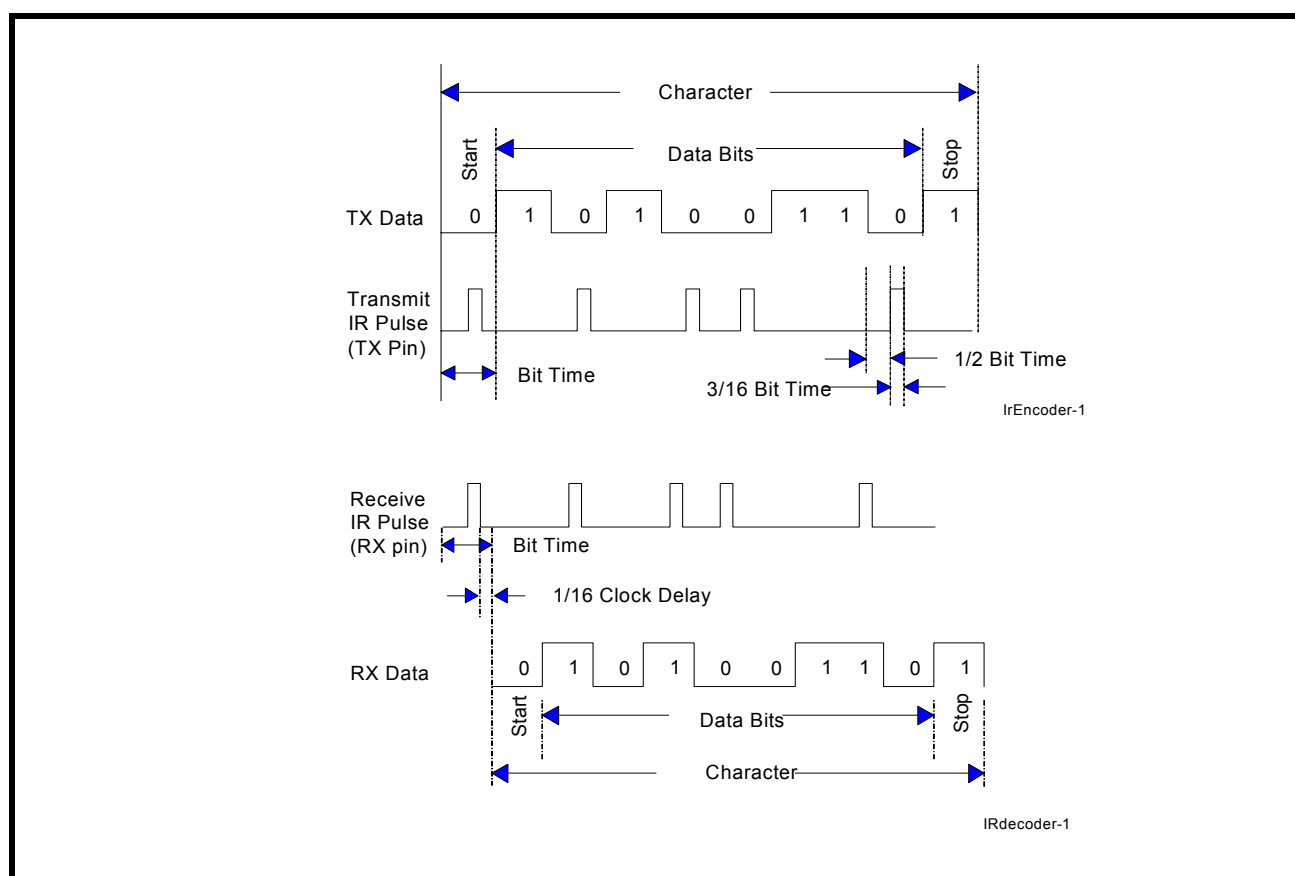 Character
Start
Data Bits
Stop
TX Data
0 1 0 1 0 0 1 1 0 1
Transmit
IR Pulse
(TX Pin)
Bit Time
1/2 Bit Time
3/16 Bit Time
IrEncoder-1
Receive
IR Pulse
(RX pin)
Bit Time
1/16 Clock Delay
RX Data
0 1 0 1 0 0 1 1 0 1
Start
Data Bits
Stop
Character
IRdecoder-1